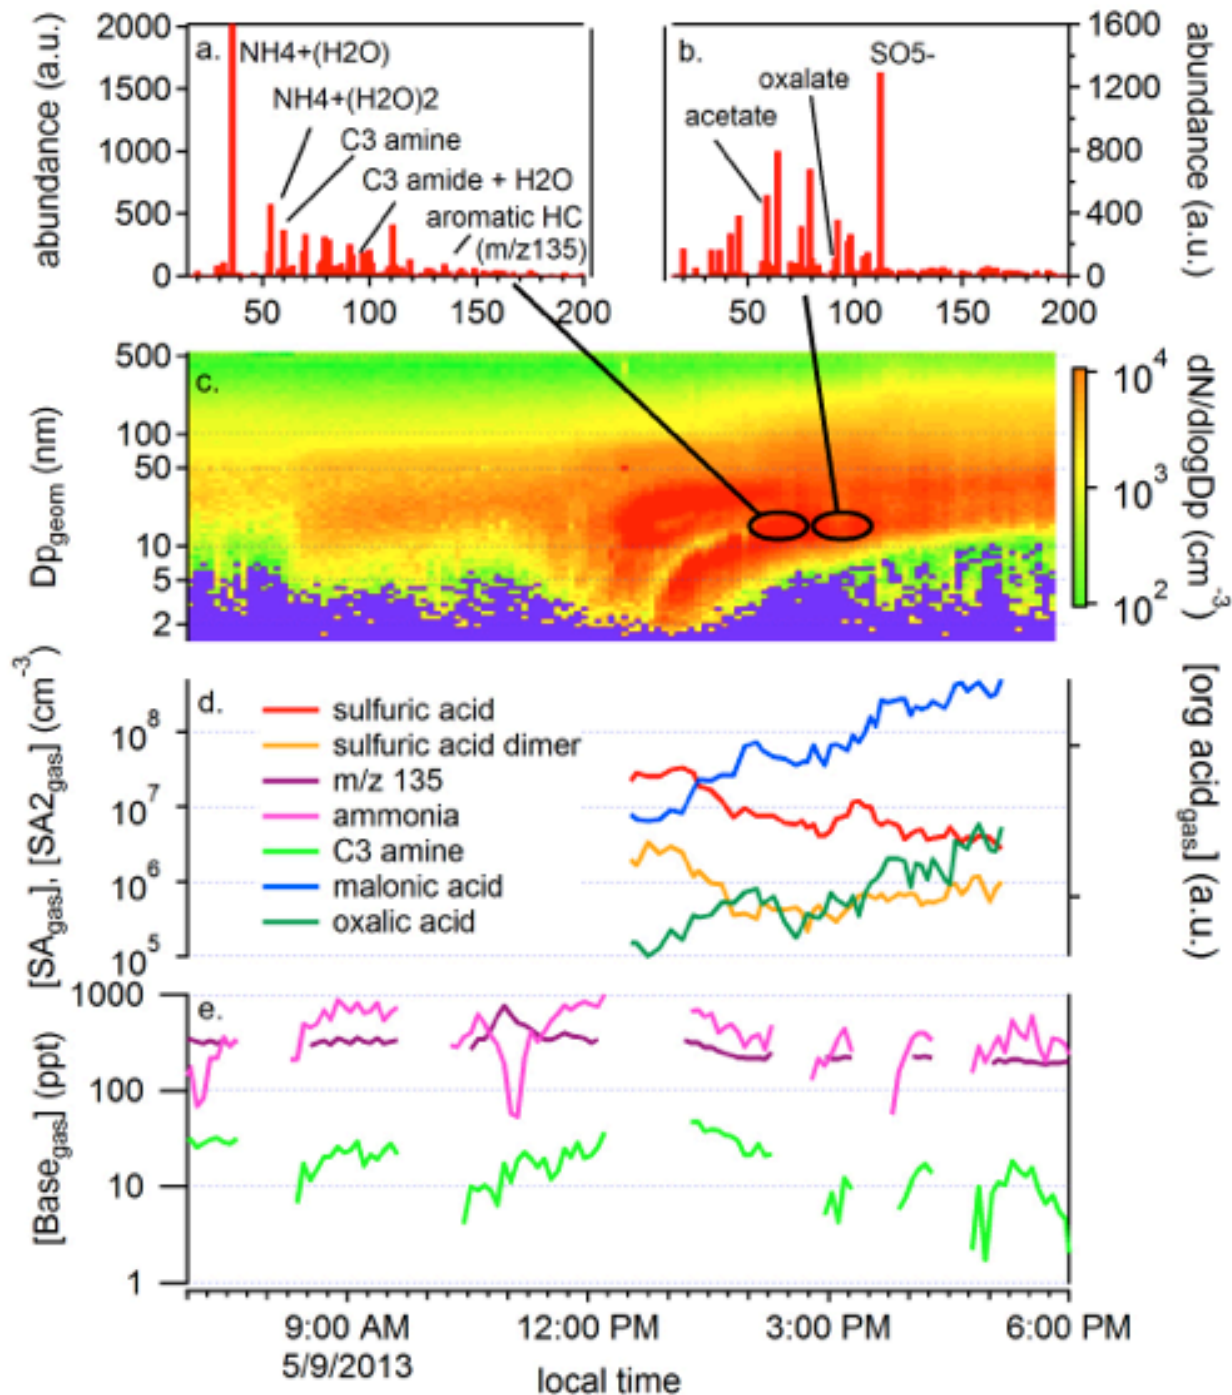 abundance (a.u.)
2000
1500
1000
500
0
a.
NH4+(H2O)
NH4+(H2O)2
C3 amine
C3 amide + H2O
aromatic HC
(m/z135)
50 100 150 200
b.
SO5-
oxalate
acetate
1600
1200
800
400
0
abundance (a.u.)
50 100 150 200
Dpgeom (nm)
500
100
50
10
5
2
c.
10^4
10^3
10^2
dN/dlogDp (cm^-3)
[SAgas], [SA2gas] (cm^-3)
10^8
10^7
10^6
10^5
d.
sulfuric acid
sulfuric acid dimer
m/z 135
ammonia
C3 amine
malonic acid
oxalic acid
[org acidgas] (a.u.)
[Basegas] (ppt)
1000
100
10
1
e.
9:00 AM 12:00 PM 3:00 PM 6:00 PM
5/9/2013
local time